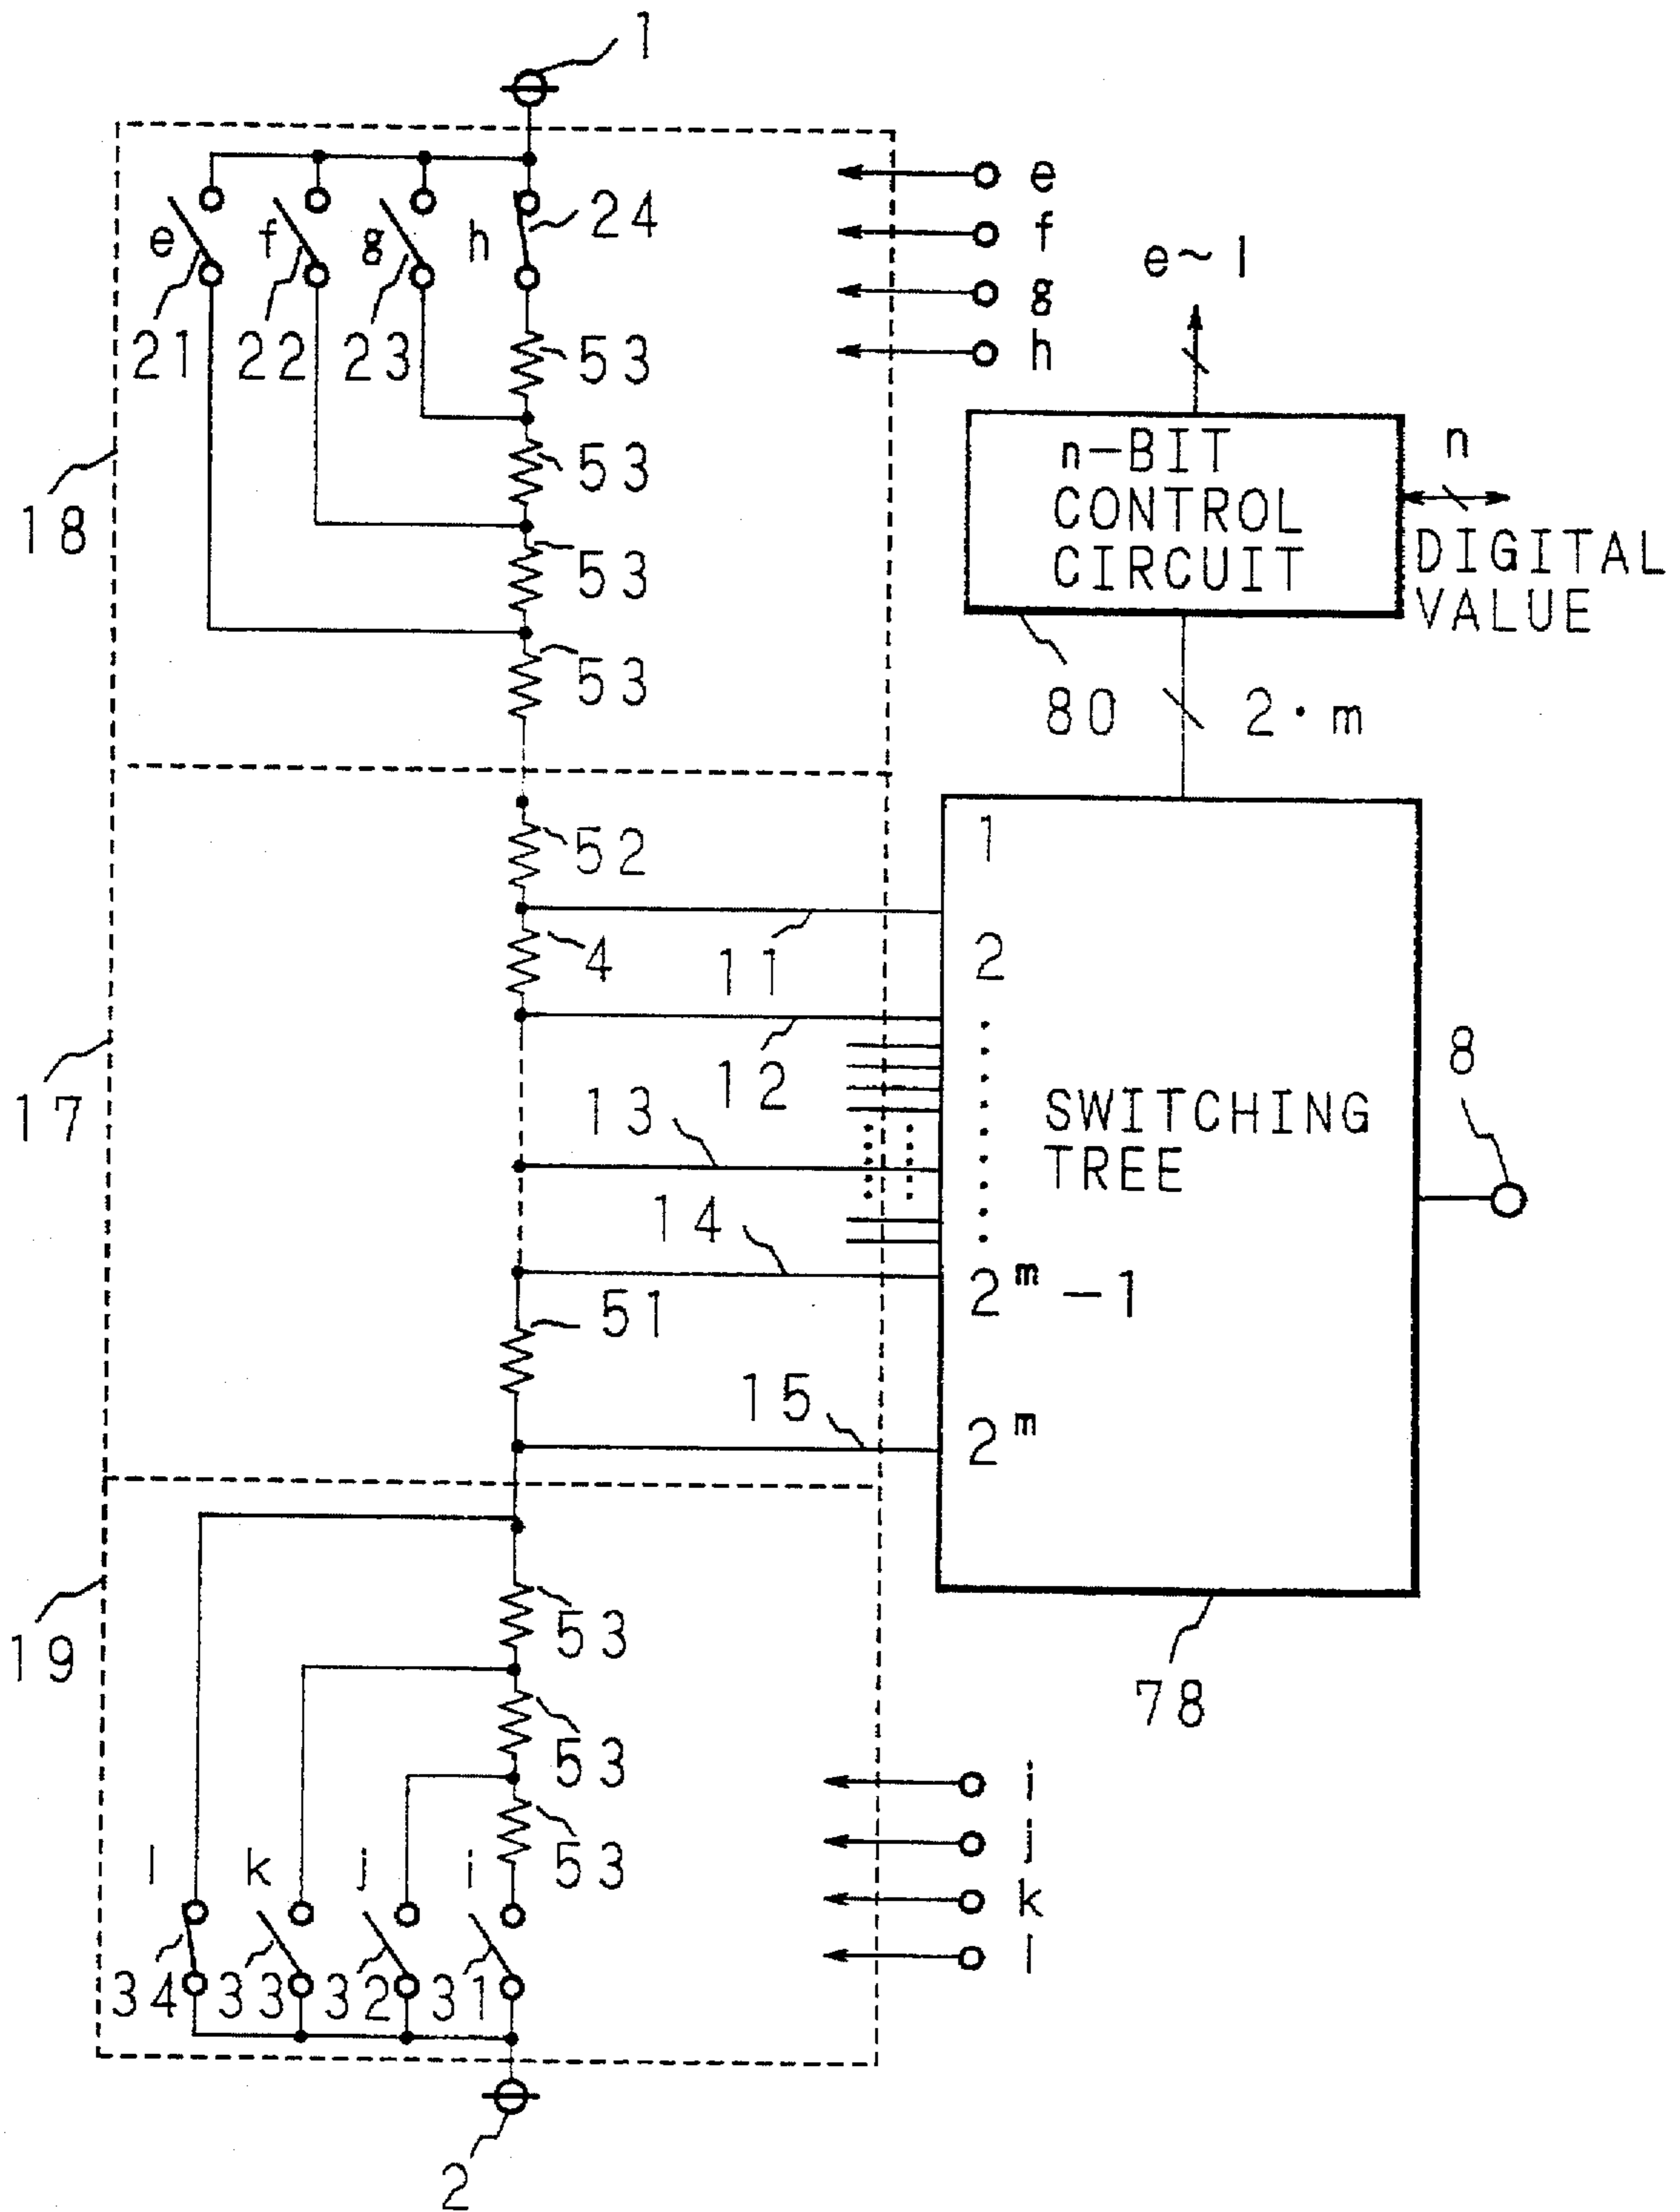 1
e
f
g
h
24
e
f
g
h
e~l
21
22
23
53
n-BIT
CONTROL
CIRCUIT
n
DIGITAL
VALUE
53
18
53
53
80
2·m
52
1
4
11
2
12
17
13
8
SWITCHING
TREE
14
2^m-1
51
15
2^m
19
53
78
53
i
53
j
l
k
j
i
k
l
34
33
32
31
2